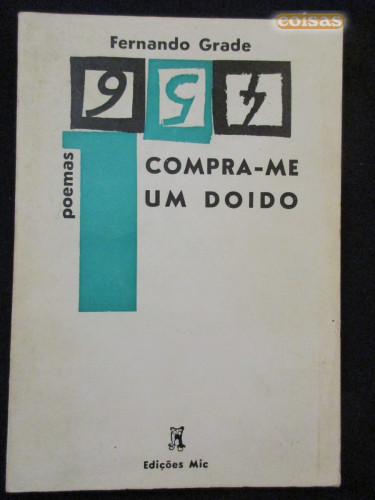 coisas
Fernando Grade
poemas
COMPRA-ME
UM DOIDO
Edições Mic